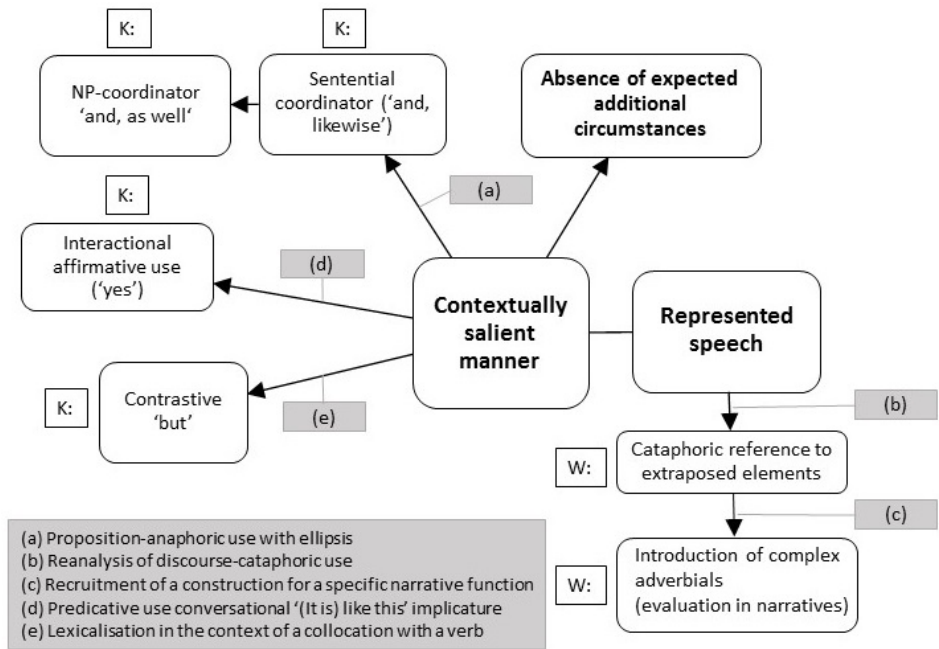 K:
K:
NP-coordinator
‘and, as well‘
Sentential
coordinator (‘and,
likewise’)
Absence of expected
additional
circumstances
(a)
K:
Interactional
affirmative use
(‘yes’)
(d)
Contextually
salient
manner
Represented
speech
K:
Contrastive
‘but’
(e)
(b)
W:
Cataphoric reference to
extraposed elements
(c)
W:
Introduction of complex
adverbials
(evaluation in narratives)
(a) Proposition-anaphoric use with ellipsis
(b) Reanalysis of discourse-cataphoric use
(c) Recruitment of a construction for a specific narrative function
(d) Predicative use conversational ‘(It is) like this’ implicature
(e) Lexicalisation in the context of a collocation with a verb